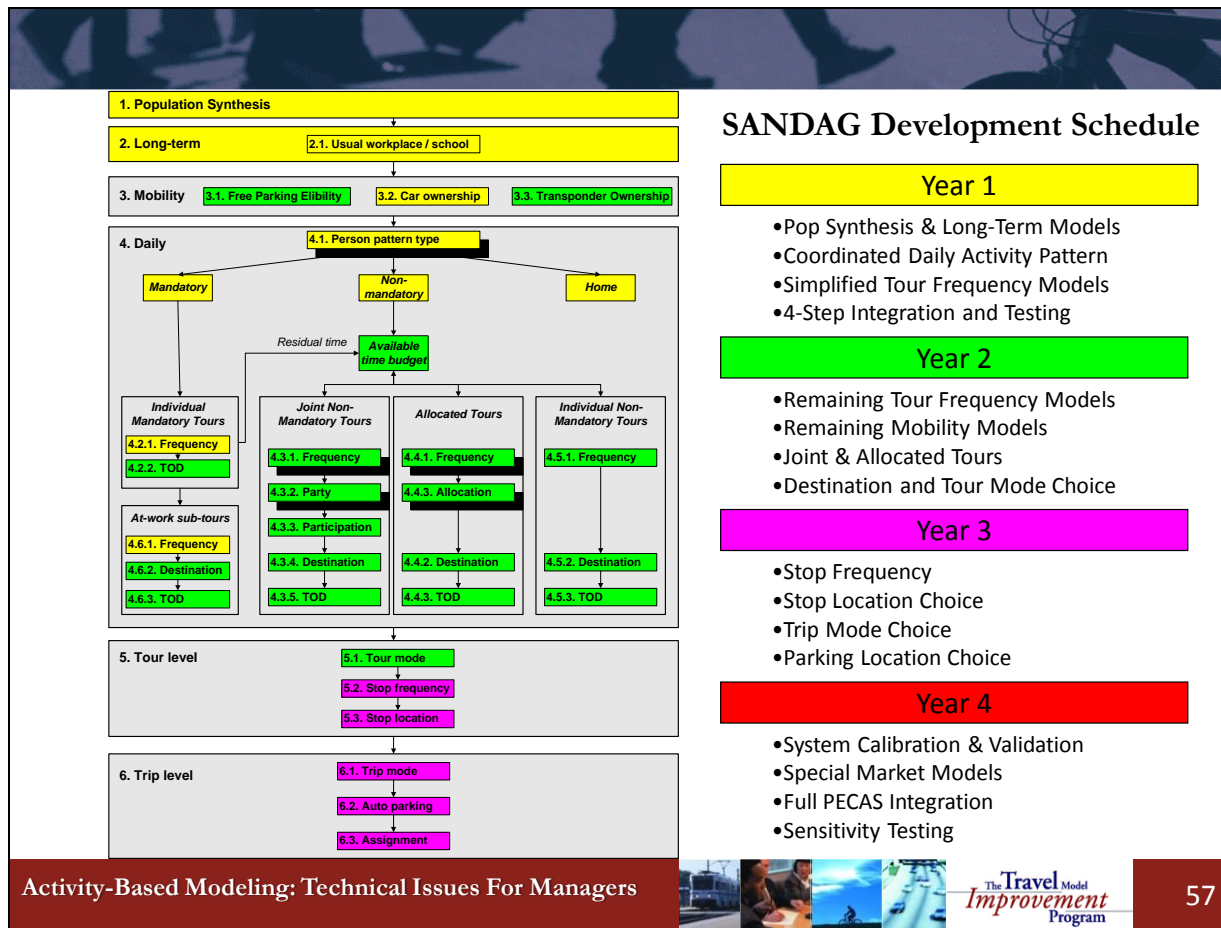 1. Population Synthesis
2. Long-term
2.1. Usual workplace / school
3. Mobility
3.1. Free Parking Elibility
3.2. Car ownership
3.3. Transponder Ownership
4. Daily
4.1. Person pattern type
Mandatory
Non-
mandatory
Home
Residual time
Available
time budget
Individual
Mandatory Tours
4.2.1. Frequency
4.2.2. TOD
At-work sub-tours
4.6.1. Frequency
4.6.2. Destination
4.6.3. TOD
Joint Non-
Mandatory Tours
4.3.1. Frequency
4.3.2. Party
4.3.3. Participation
4.3.4. Destination
4.3.5. TOD
Allocated Tours
4.4.1. Frequency
4.4.3. Allocation
4.4.2. Destination
4.4.3. TOD
Individual Non-
Mandatory Tours
4.5.1. Frequency
4.5.2. Destination
4.5.3. TOD
5. Tour level
5.1. Tour mode
5.2. Stop frequency
5.3. Stop location
6. Trip level
6.1. Trip mode
6.2. Auto parking
6.3. Assignment
SANDAG Development Schedule
Year 1
•Pop Synthesis & Long-Term Models
•Coordinated Daily Activity Pattern
•Simplified Tour Frequency Models
•4-Step Integration and Testing
Year 2
•Remaining Tour Frequency Models
•Remaining Mobility Models
•Joint & Allocated Tours
•Destination and Tour Mode Choice
Year 3
•Stop Frequency
•Stop Location Choice
•Trip Mode Choice
•Parking Location Choice
Year 4
•System Calibration & Validation
•Special Market Models
•Full PECAS Integration
•Sensitivity Testing
Activity-Based Modeling: Technical Issues For Managers
The Travel Model
Improvement
Program
57